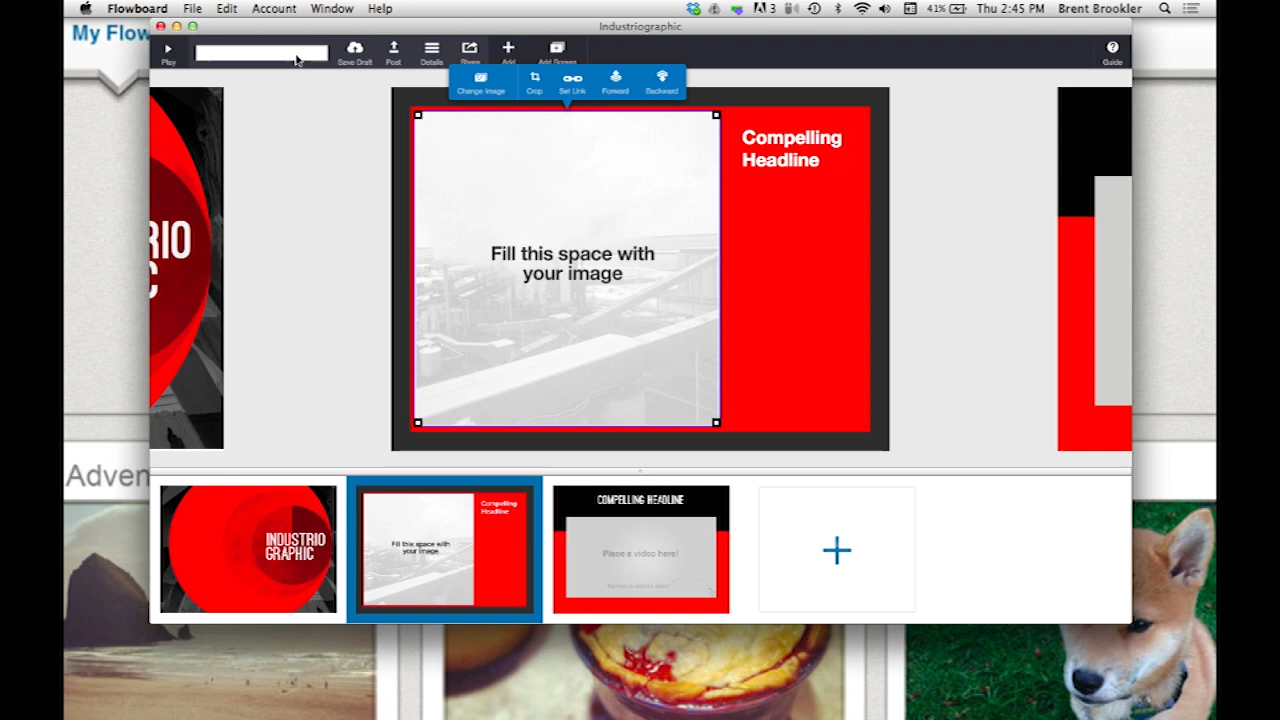 Flowboard File Edit Account Window Help 3 41% Thu 2:45 PM Brent Brookler
My Flow
Industriographic
Play Save Draft Post Details Share Add Add Screen Guide
Change Image Crop Set Link Forward Backward
RIO
C
Fill this space with
your image
Compelling
Headline
Adven
INDUSTRIO
GRAPHIC
Fill this space with
your image
Compelling
Headline
COMPELLING HEADLINE
Place a video here!